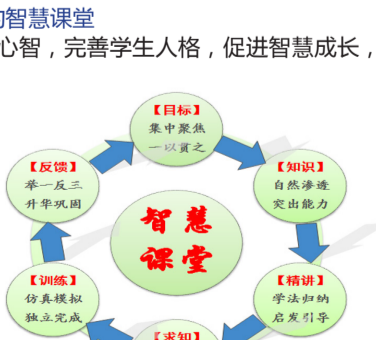 智慧课堂
心智，完善学生人格，促进智慧成长，
【目标】
集中聚焦
一以贯之
【知识】
自然渗透
突出能力
【精讲】
学法归纳
启发引导
【求知】
【训练】
仿真模拟
独立完成
【反馈】
举一反三
升华巩固
智慧
课堂